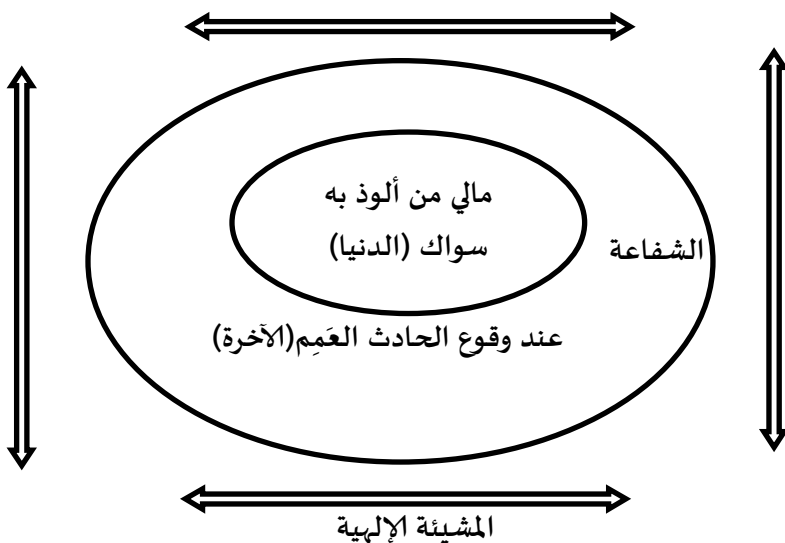 مالي من ألوذ به
سواك (الدنيا)
الشفاعة
عند وقوع الحادث العَمِم(الآخرة)
المشيئة الإلهية